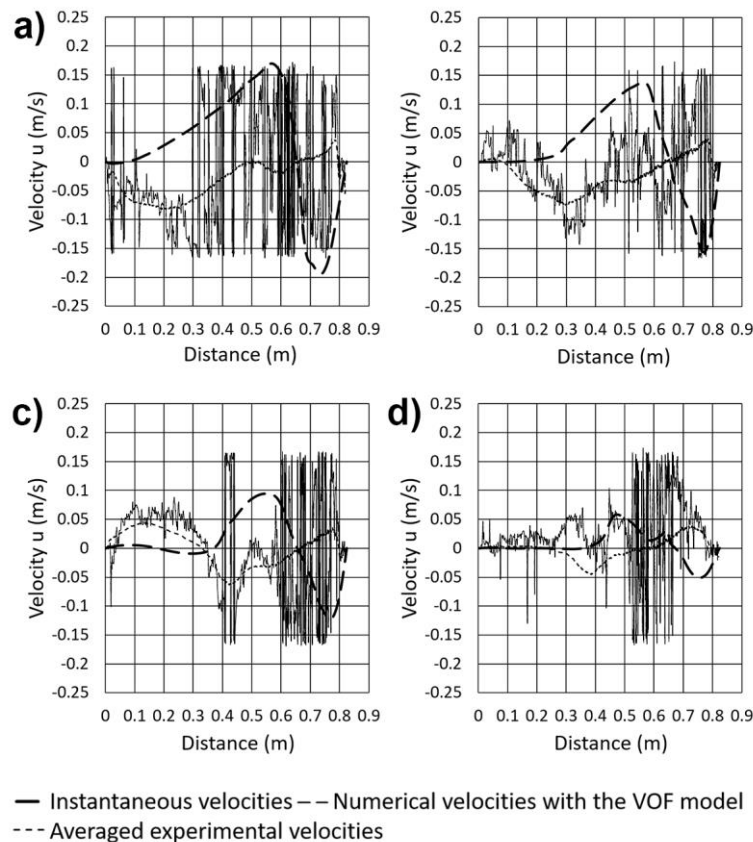 a)
0.25
0.2
0.15
0.1
0.05
0
-0.05
-0.1
-0.15
-0.2
-0.25
Velocity u (m/s)
0 0.1 0.2 0.3 0.4 0.5 0.6 0.7 0.8 0.9
Distance (m)
0.25
0.2
0.15
0.1
0.05
0
-0.05
-0.1
-0.15
-0.2
-0.25
Velocity u (m/s)
0 0.1 0.2 0.3 0.4 0.5 0.6 0.7 0.8 0.9
Distance (m)
c)
0.25
0.2
0.15
0.1
0.05
0
-0.05
-0.1
-0.15
-0.2
-0.25
Velocity u (m/s)
0 0.1 0.2 0.3 0.4 0.5 0.6 0.7 0.8 0.9
Distance (m)
d)
0.25
0.2
0.15
0.1
0.05
0
-0.05
-0.1
-0.15
-0.2
-0.25
Velocity u (m/s)
0 0.1 0.2 0.3 0.4 0.5 0.6 0.7 0.8 0.9
Distance (m)
Instantaneous velocities Numerical velocities with the VOF model
Averaged experimental velocities